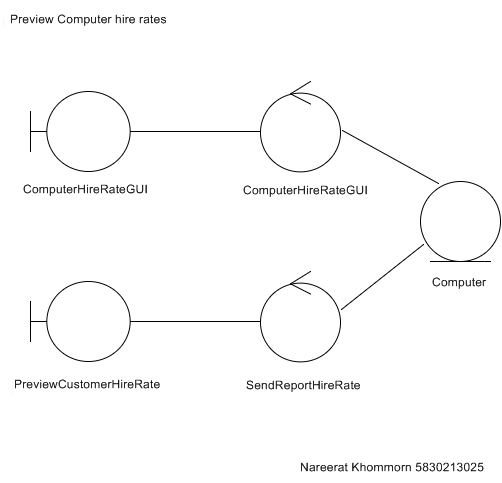 Preview Computer hire rates
ComputerHireRateGUI
ComputerHireRateGUI
Computer
PreviewCustomerHireRate
SendReportHireRate
Nareerat Khommorn 5830213025